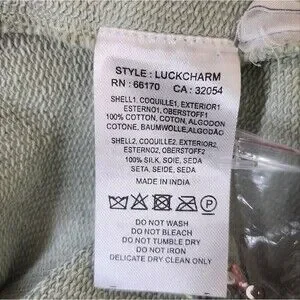 STYLE : LUCKCHARM
RN : 66170 CA : 32054
SHELL1, COQUILLE1, EXTERIOR1
ESTERNO1, OBERSTOFF1
100% COTTON, COTON, ALGODON
COTONE, BAUMWOLLE, ALGODÃO
SHELL2, COQUILLE2, EXTERIOR2,
ESTERNO2, OBERSTOFF2
100% SILK, SOIE, SEDA
SETA, SEIDE, SEDA
MADE IN INDIA
P
DO NOT WASH
DO NOT BLEACH
DO NOT TUMBLE DRY
DO NOT IRON
DELICATE DRY CLEAN ONLY